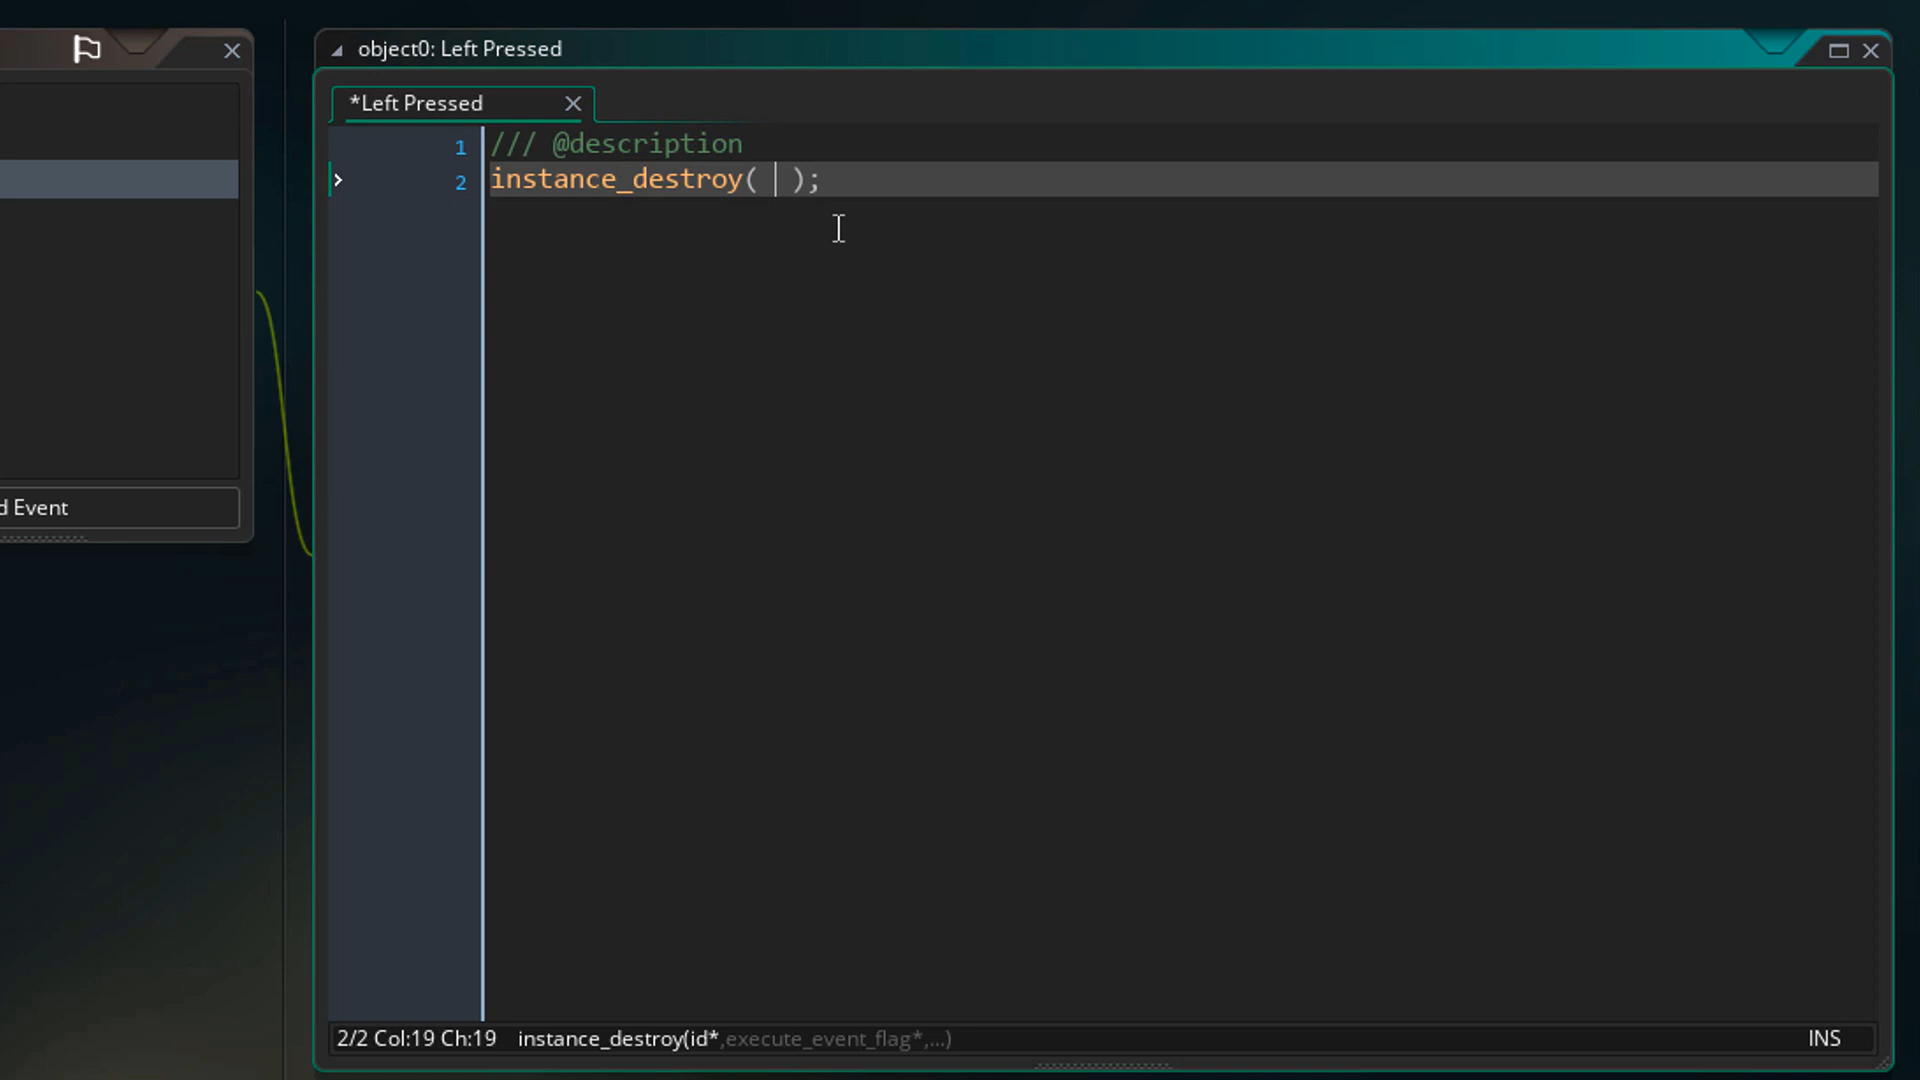 object0: Left Pressed
*Left Pressed
1 /// @description
2 instance_destroy( );
d Event
2/2 Col:19 Ch:19 instance_destroy(id*,execute_event_flag*,...) INS